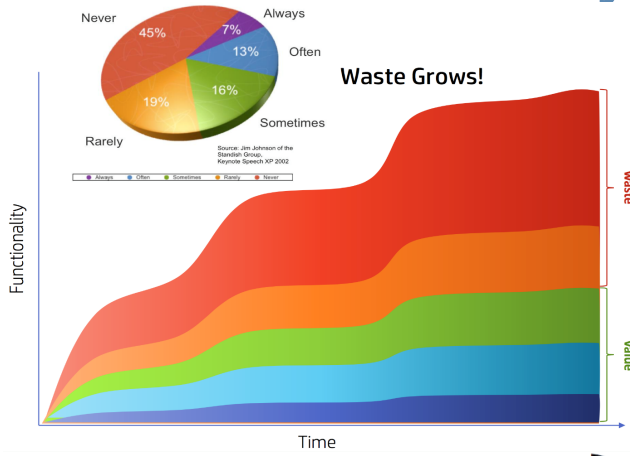 Never
Always
45%
7%
Often
13%
Waste Grows!
16%
19%
Sometimes
Rarely
Source: Jim Johnson of the
Standish Group,
Keynote Speech XP 2002
Always Often Sometimes Rarely Never
Waste
Functionality
Value
Time